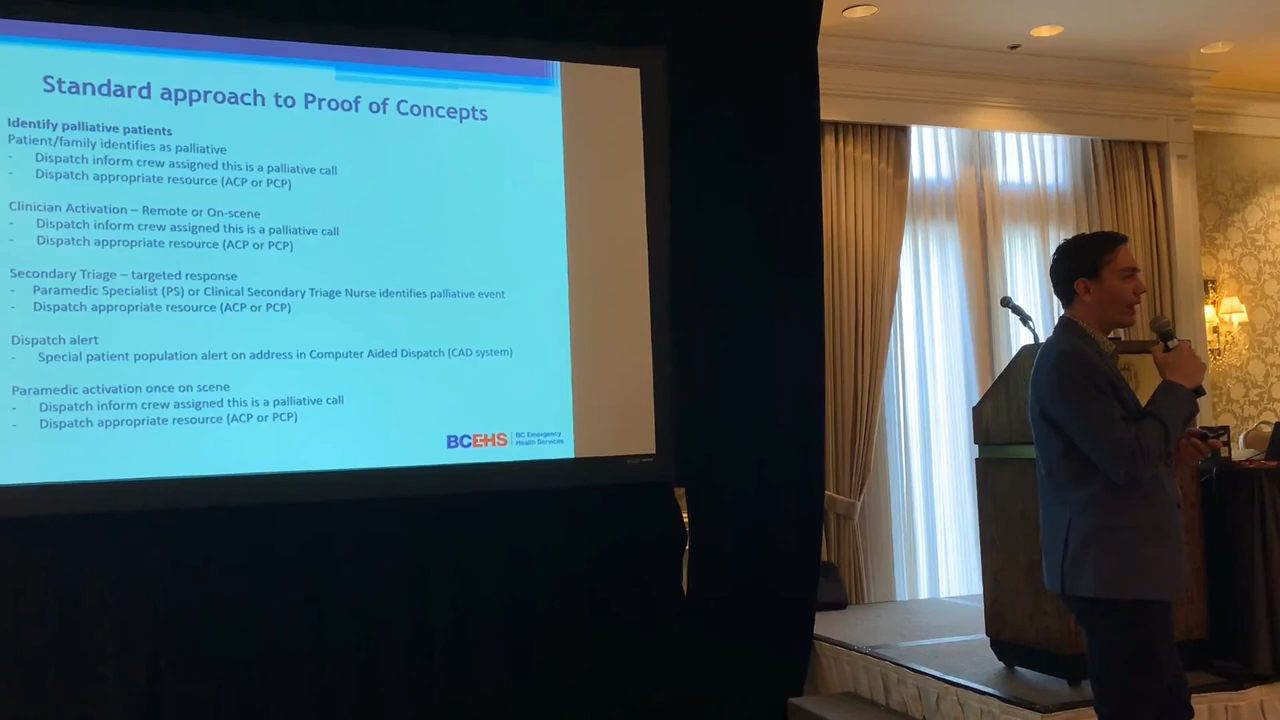 Standard approach to Proof of Concepts
Identify palliative patients
Patient/family identifies as palliative
- Dispatch inform crew assigned this is a palliative call
- Dispatch appropriate resource (ACP or PCP)
Clinician Activation – Remote or On-scene
- Dispatch inform crew assigned this is a palliative call
- Dispatch appropriate resource (ACP or PCP)
Secondary Triage – targeted response
- Paramedic Specialist (PS) or Clinical Secondary Triage Nurse identifies palliative event
- Dispatch appropriate resource (ACP or PCP)
Dispatch alert
- Special patient population alert on address in Computer Aided Dispatch (CAD system)
Paramedic activation once on scene
- Dispatch inform crew assigned this is a palliative call
- Dispatch appropriate resource (ACP or PCP)
BCEHS
BC Emergency
Health Services